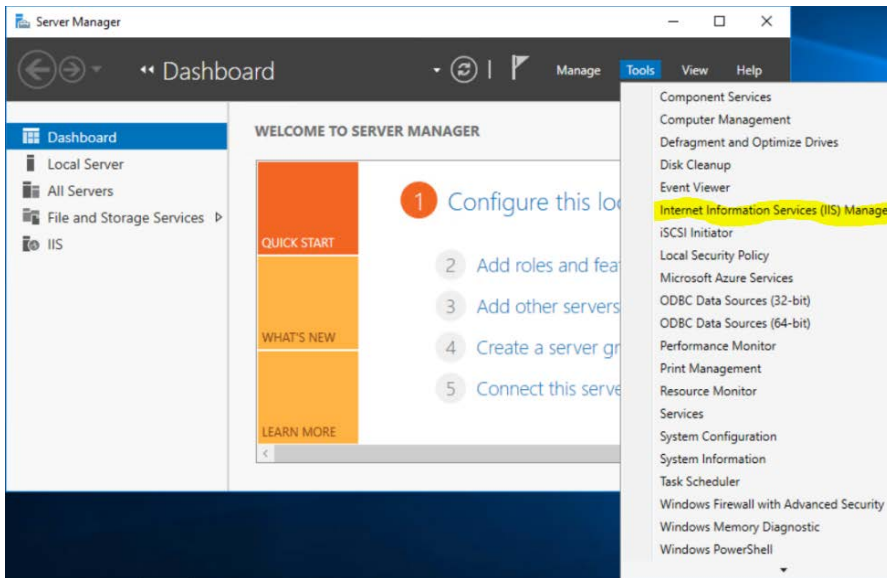 Server Manager
Dashboard
Manage Tools View Help
Dashboard
Local Server
All Servers
File and Storage Services
IIS
WELCOME TO SERVER MANAGER
QUICK START
WHAT'S NEW
LEARN MORE
1 Configure this loc
2 Add roles and feat
3 Add other servers
4 Create a server gr
5 Connect this serve
Component Services
Computer Management
Defragment and Optimize Drives
Disk Cleanup
Event Viewer
Internet Information Services (IIS) Manage
iSCSI Initiator
Local Security Policy
Microsoft Azure Services
ODBC Data Sources (32-bit)
ODBC Data Sources (64-bit)
Performance Monitor
Print Management
Resource Monitor
Services
System Configuration
System Information
Task Scheduler
Windows Firewall with Advanced Security
Windows Memory Diagnostic
Windows PowerShell